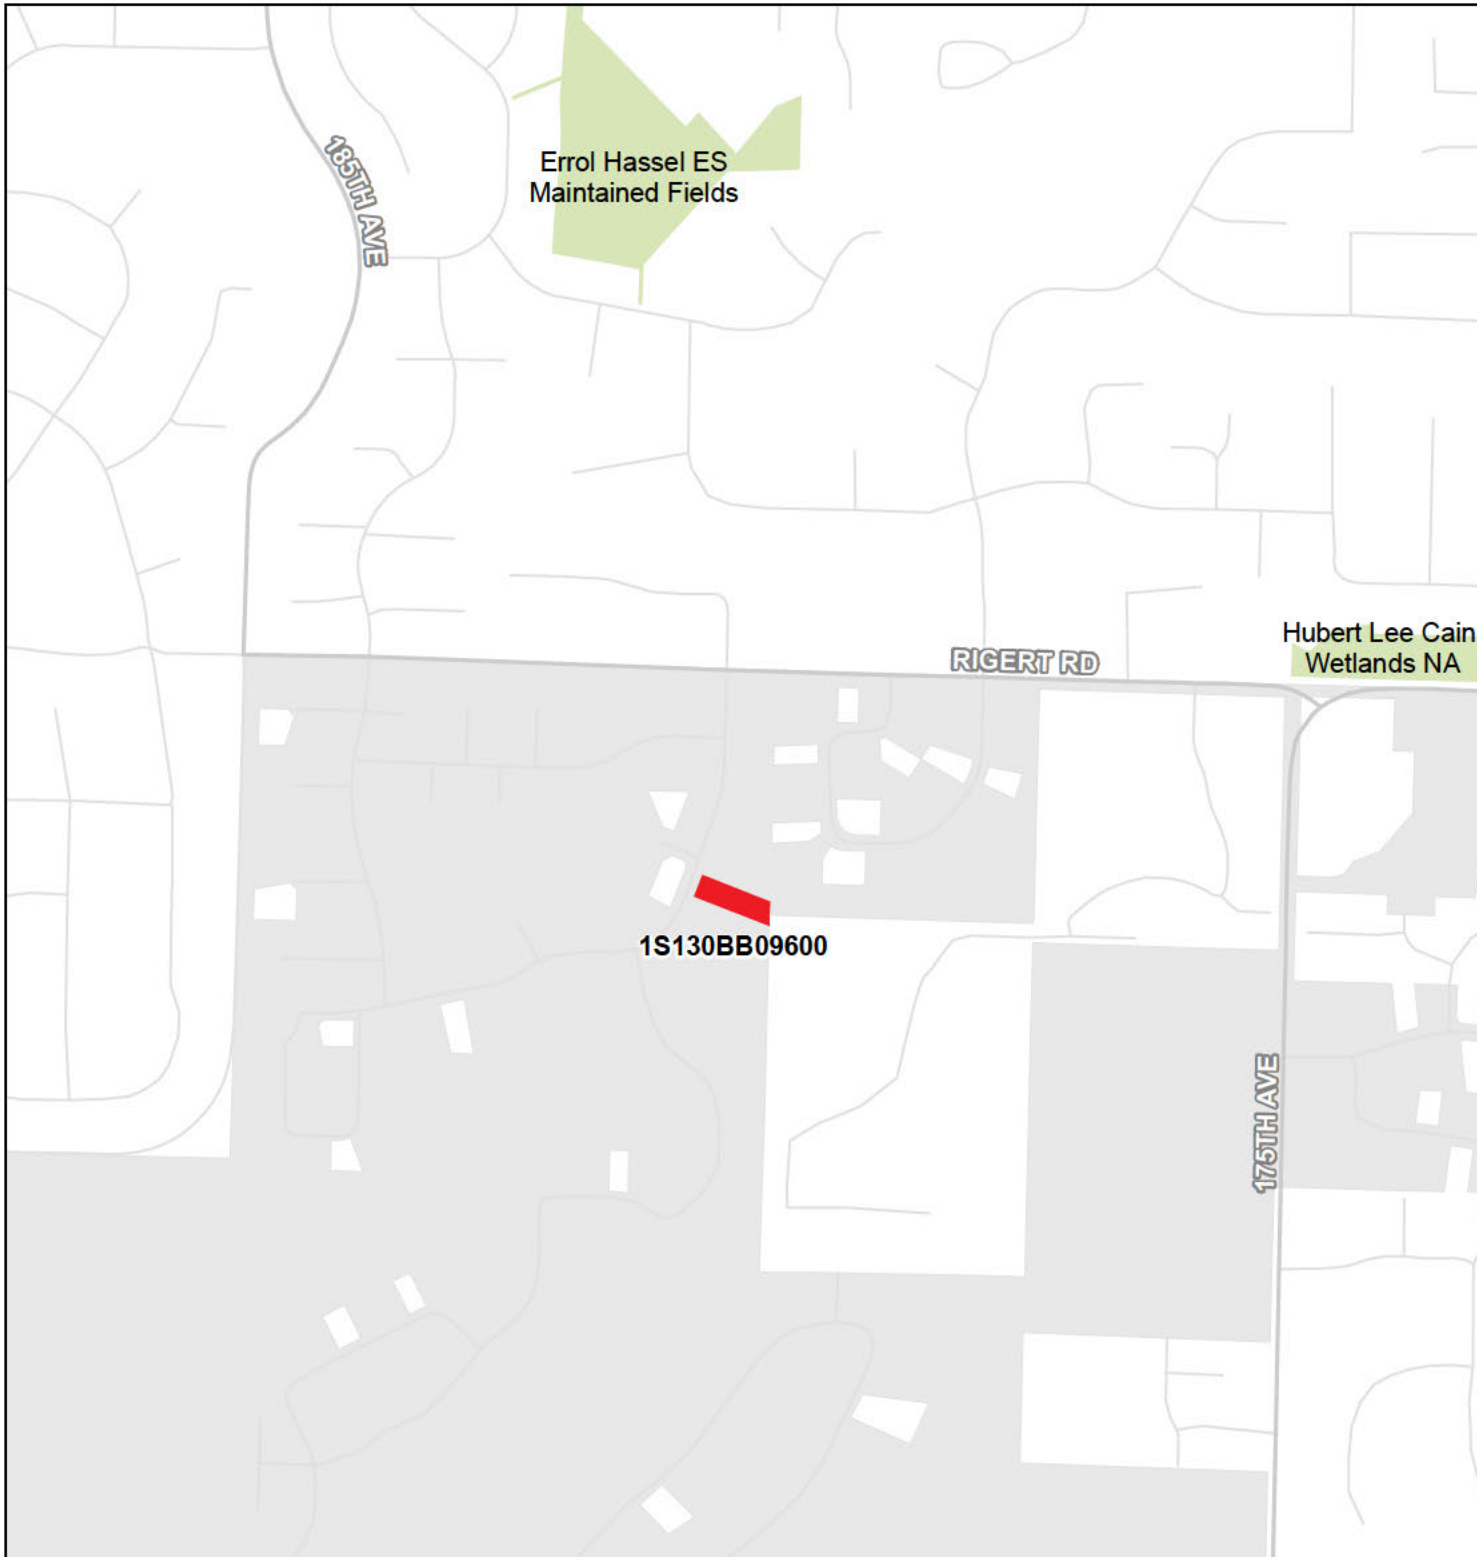 185TH AVE
Errol Hassel ES
Maintained Fields
Hubert Lee Cain
Wetlands NA
RIGERT RD
1S130BB09600
175TH AVE